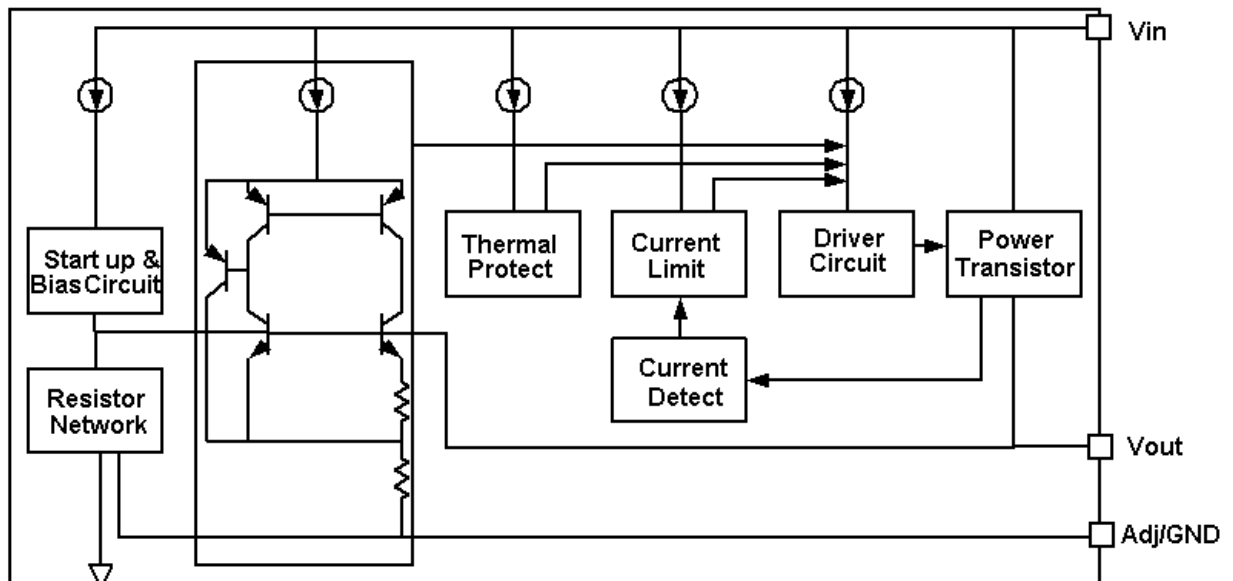 Vin
Start up &
Bias Circuit
Thermal
Protect
Current
Limit
Driver
Circuit
Power
Transistor
Resistor
Network
Current
Detect
Vout
Adj/GND